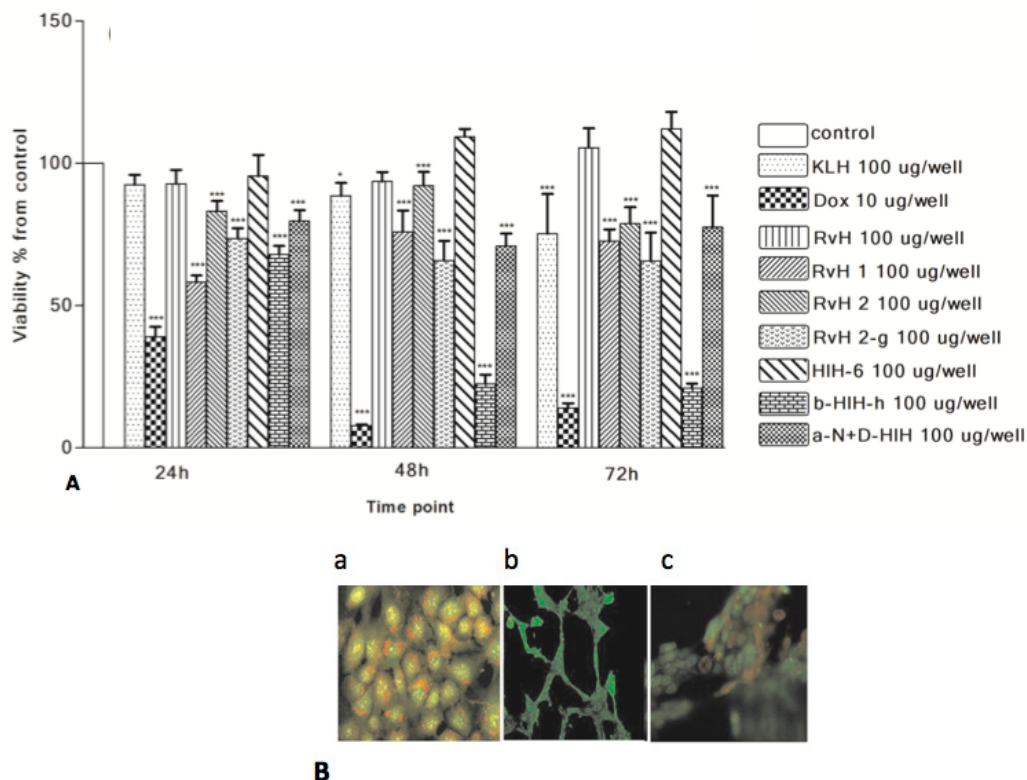 150
100
50
0
Viability % from control
*
***
24h
48h
72h
Time point
A
control
KLH 100 ug/well
Dox 10 ug/well
RvH 100 ug/well
RvH 1 100 ug/well
RvH 2 100 ug/well
RvH 2-g 100 ug/well
HlH-6 100 ug/well
b-HlH-h 100 ug/well
a-N+D-HlH 100 ug/well
a
b
c
B